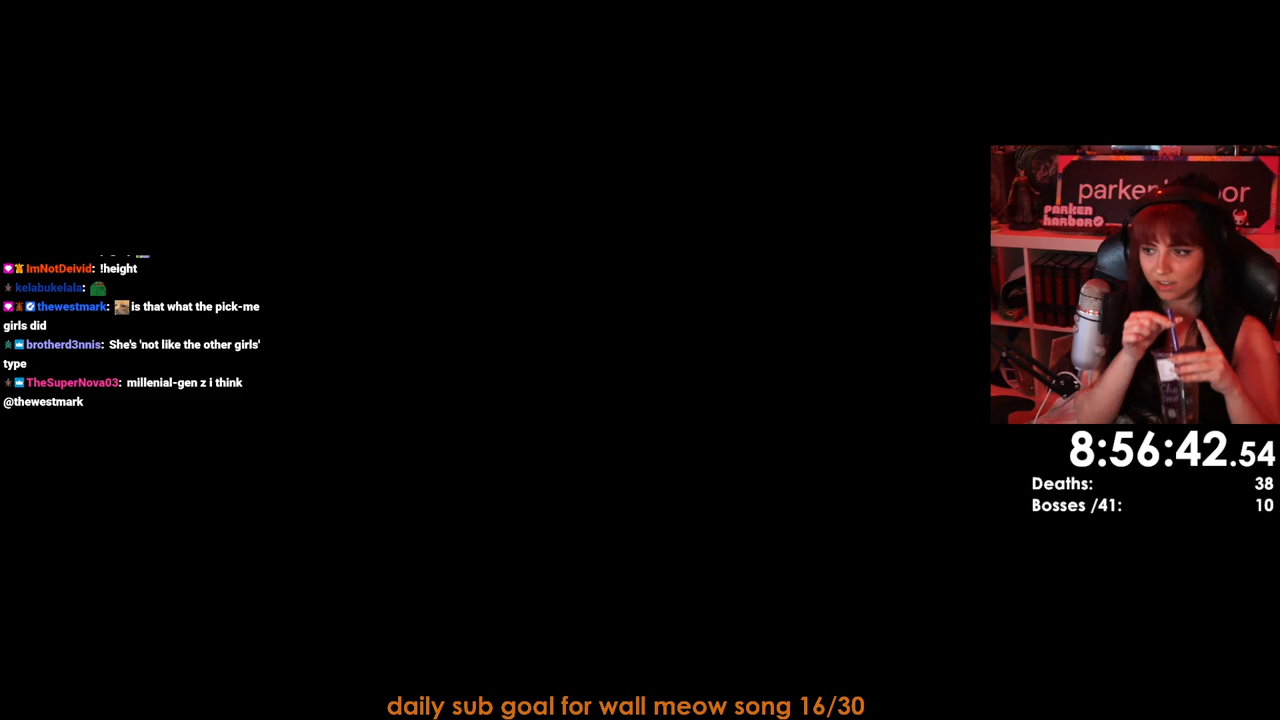 ImNotDeivid: !height
kelabukelala:
thewestmark: is that what the pick-me
girls did
brotherd3nnis: She's 'not like the other girls'
type
TheSuperNova03: millenial-gen z i think
@thewestmark
PARKEN
HARBOR
8:56:42.54
Deaths: 38
Bosses /41: 10
daily sub goal for wall meow song 16/30